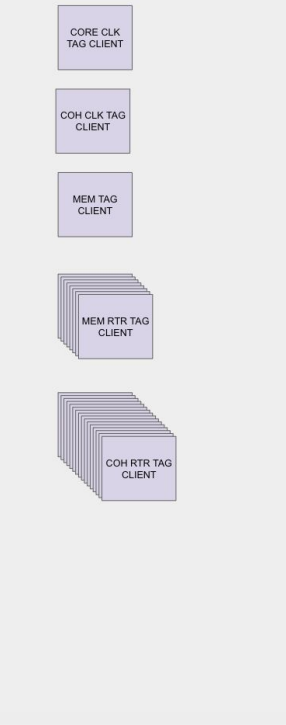 CORE CLK
TAG CLIENT
COH CLK TAG
CLIENT
MEM TAG
CLIENT
MEM RTR TAG
CLIENT
COH RTR TAG
CLIENT